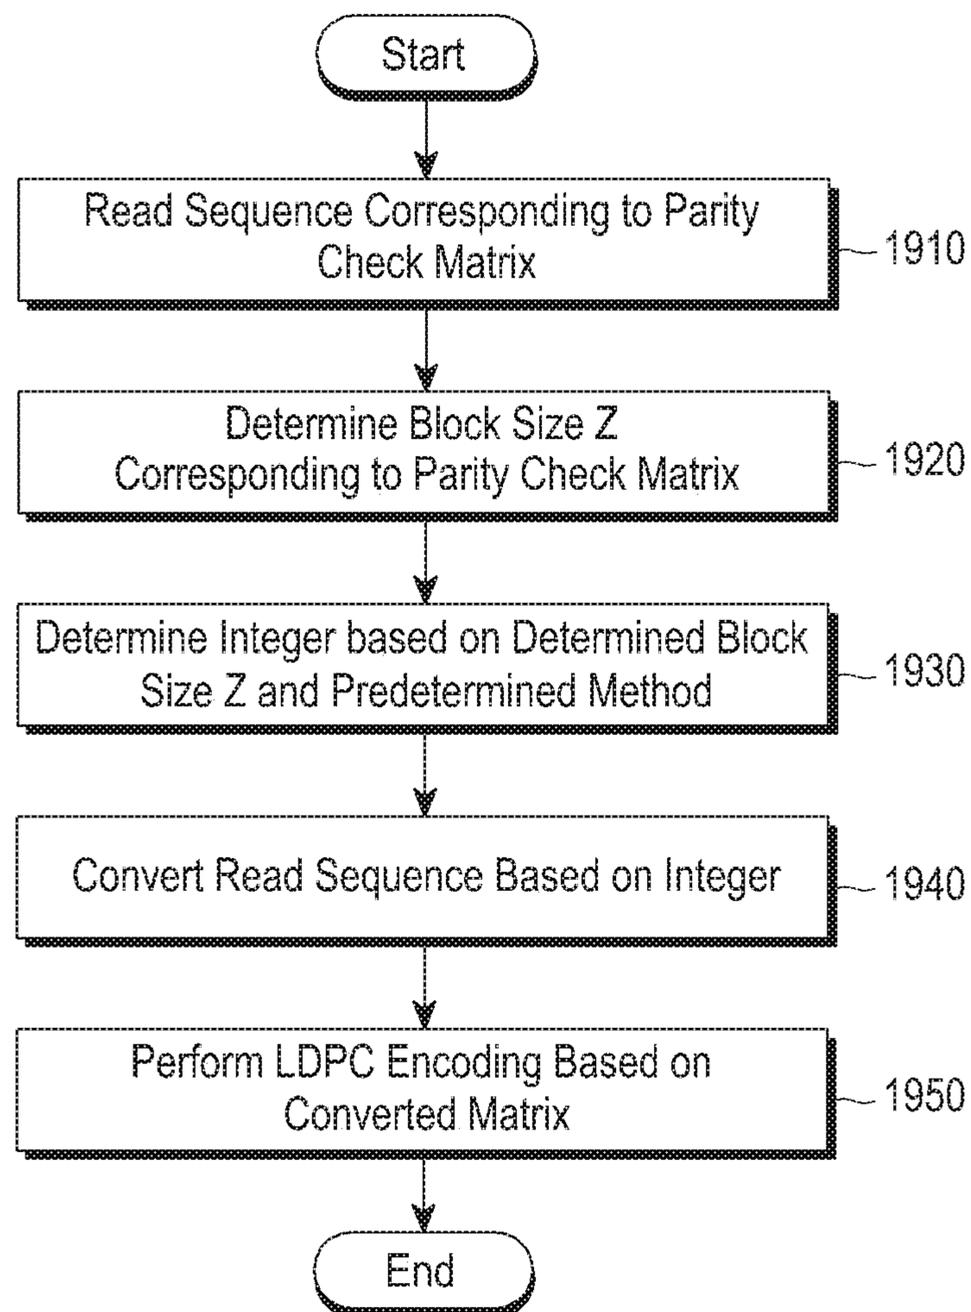 Start
Read Sequence Corresponding to Parity
Check Matrix
1910
Determine Block Size Z
Corresponding to Parity Check Matrix
1920
Determine Integer based on Determined Block
Size Z and Predetermined Method
1930
Convert Read Sequence Based on Integer
1940
Perform LDPC Encoding Based on
Converted Matrix
1950
End